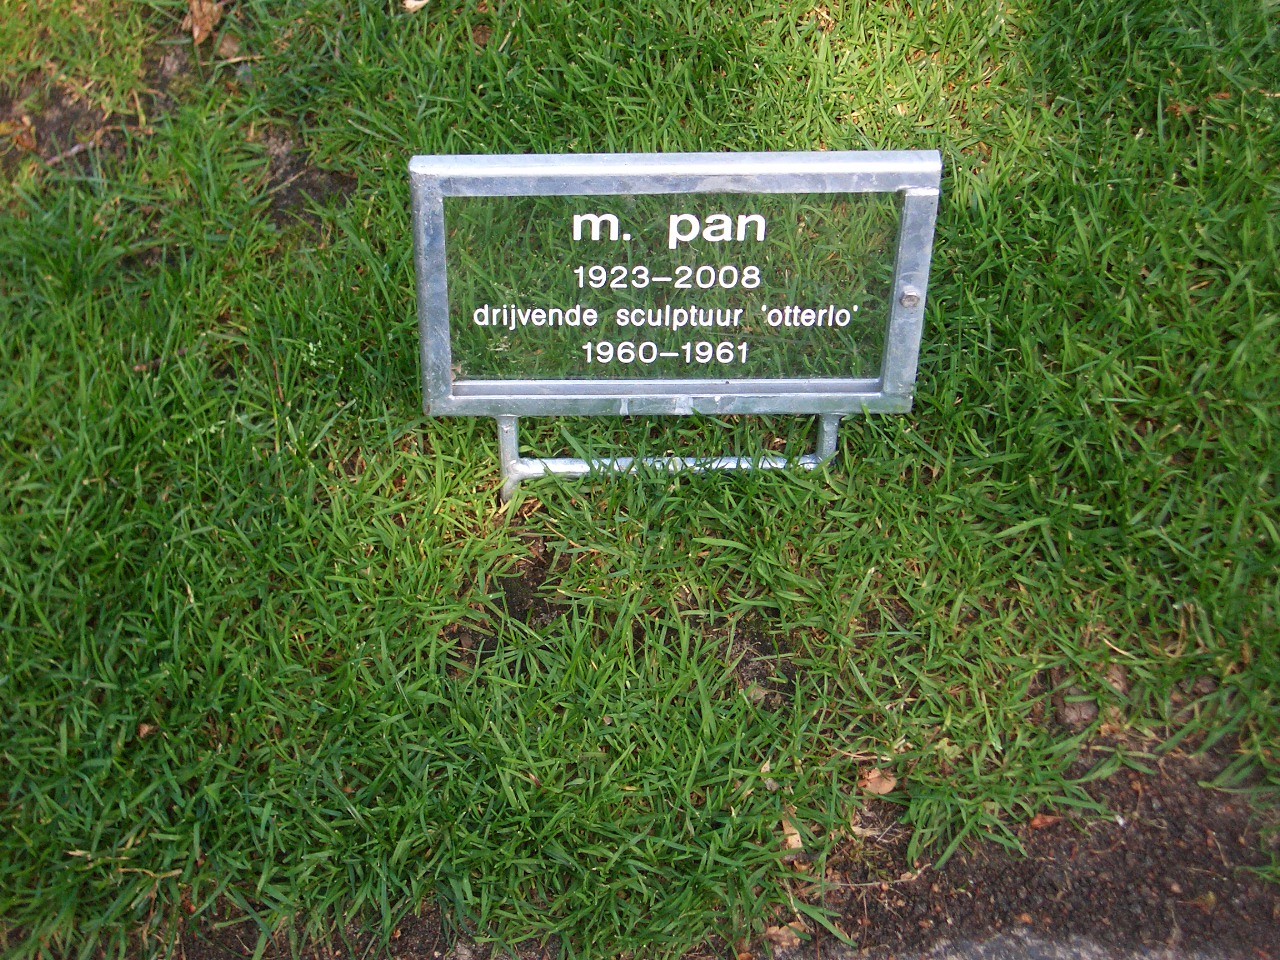 m. pan
1923–2008
drijvende sculptuur 'otterlo'
1960–1961